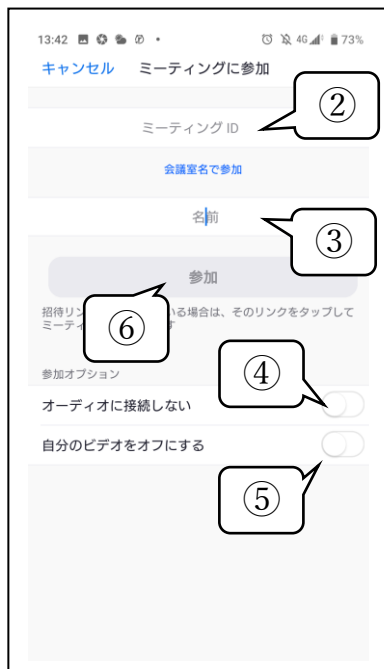 13:42 4G 73%
キャンセル ミーティングに参加
②
ミーティング ID
会議室名で参加
③
名前
参加
招待リン いる場合は、そのリンクをタップして
ミーティ す
⑥
④
参加オプション
オーディオに接続しない
自分のビデオをオフにする
⑤